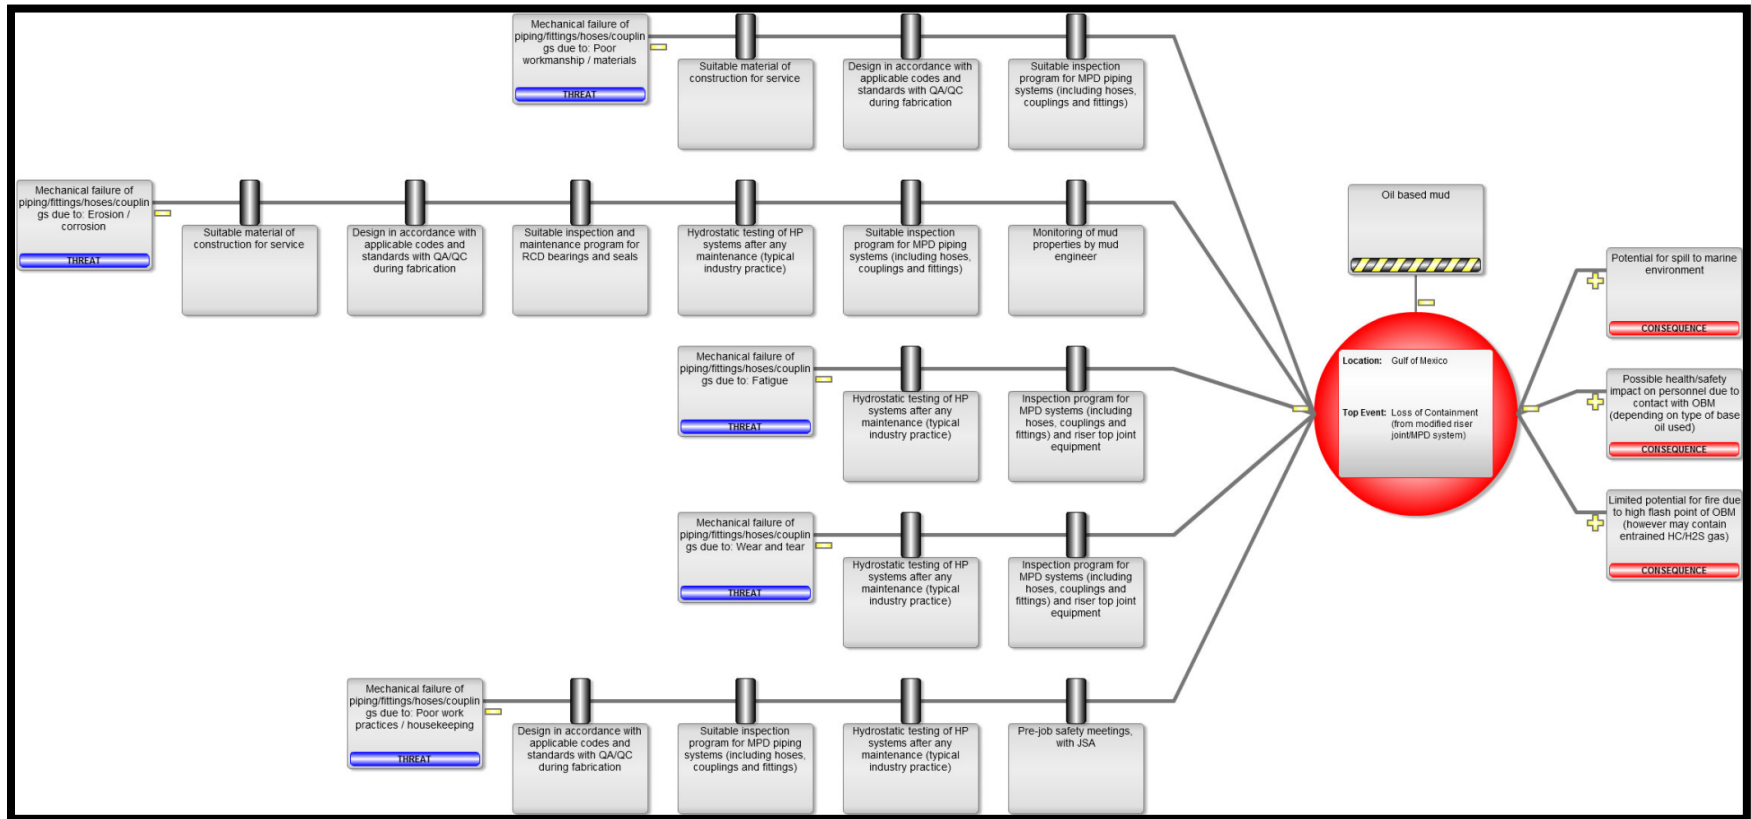 Mechanical failure of
piping/fittings/hoses/couplin
gs due to: Poor
workmanship / materials
THREAT
Suitable material of
construction for service
Design in accordance with
applicable codes and
standards with QA/QC
during fabrication
Suitable inspection
program for MPD piping
systems (including hoses,
couplings and fittings)
Mechanical failure of
piping/fittings/hoses/couplin
gs due to: Erosion /
corrosion
THREAT
Suitable material of
construction for service
Design in accordance with
applicable codes and
standards with QA/QC
during fabrication
Suitable inspection and
maintenance program for
RCD bearings and seals
Hydrostatic testing of HP
systems after any
maintenance (typical
industry practice)
Suitable inspection
program for MPD piping
systems (including hoses,
couplings and fittings)
Monitoring of mud
properties by mud
engineer
Mechanical failure of
piping/fittings/hoses/couplin
gs due to: Fatigue
THREAT
Hydrostatic testing of HP
systems after any
maintenance (typical
industry practice)
Inspection program for
MPD systems (including
hoses, couplings and
fittings) and riser top joint
equipment
Mechanical failure of
piping/fittings/hoses/couplin
gs due to: Wear and tear
THREAT
Hydrostatic testing of HP
systems after any
maintenance (typical
industry practice)
Inspection program for
MPD systems (including
hoses, couplings and
fittings) and riser top joint
equipment
Mechanical failure of
piping/fittings/hoses/couplin
gs due to: Poor work
practices / housekeeping
THREAT
Design in accordance with
applicable codes and
standards with QA/QC
during fabrication
Suitable inspection
program for MPD piping
systems (including hoses,
couplings and fittings)
Hydrostatic testing of HP
systems after any
maintenance (typical
industry practice)
Pre-job safety meetings,
with JSA
Oil based mud
Location: Gulf of Mexico
Top Event: Loss of Containment
(from modified riser
joint/MPD system)
Potential for spill to marine
environment
CONSEQUENCE
Possible health/safety
impact on personnel due to
contact with OBM
(depending on type of base
oil used)
CONSEQUENCE
Limited potential for fire due
to high flash point of OBM
(however may contain
entrained HC/H2S gas)
CONSEQUENCE